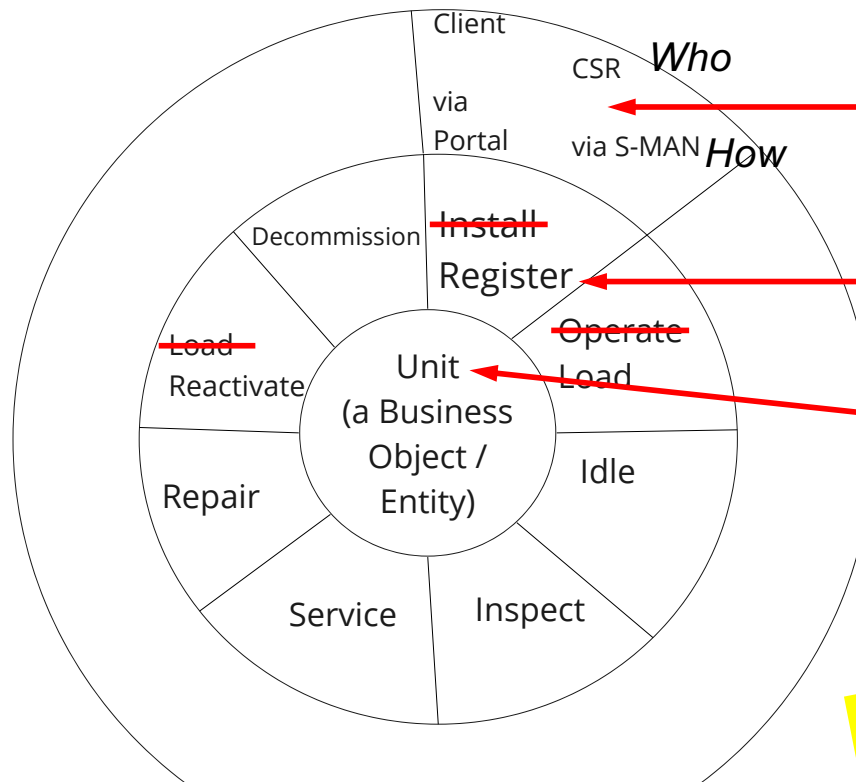 Client
CSR
Who
via
Portal
via S-MAN
How
Decommission
Install
Register
Load
Reactivate
Operate
Load
Unit
(a Business
Object /
Entity)
Repair
Idle
Service
Inspect